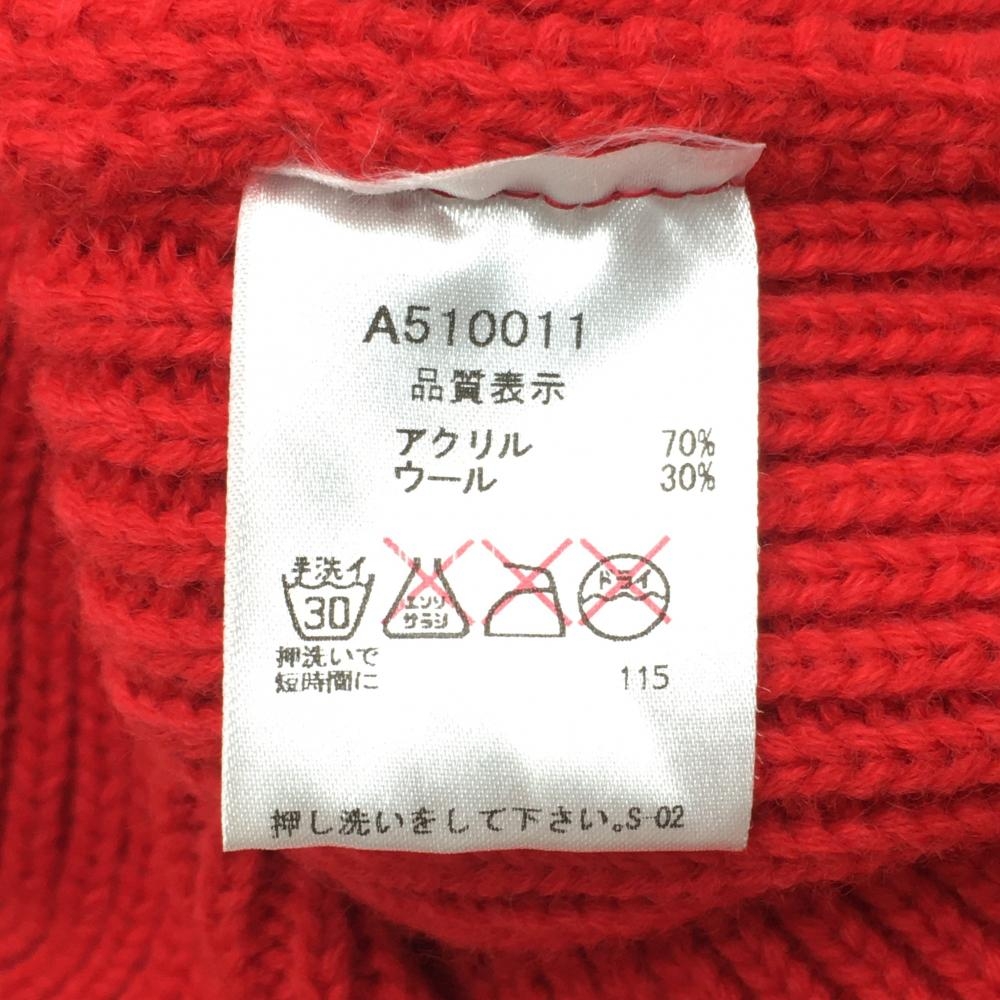 A510011
品質表示
アクリル 70%
ウール 30%
手洗イ
30
エンソ
サラシ
ドライ
押洗いで
短時間に
115
押し洗いをして下さい。S-02